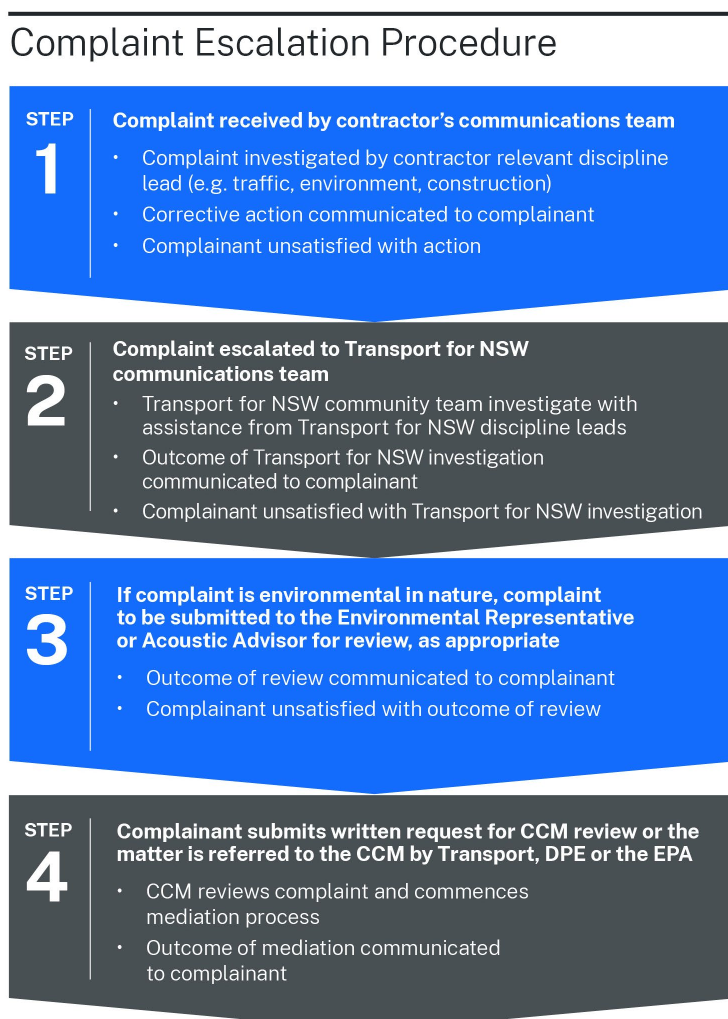 Complaint Escalation Procedure
STEP
1
Complaint received by contractor’s communications team
• Complaint investigated by contractor relevant discipline
lead (e.g. traffic, environment, construction)
• Corrective action communicated to complainant
• Complainant unsatisfied with action
STEP
2
Complaint escalated to Transport for NSW
communications team
• Transport for NSW community team investigate with
assistance from Transport for NSW discipline leads
• Outcome of Transport for NSW investigation
communicated to complainant
• Complainant unsatisfied with Transport for NSW investigation
STEP
3
If complaint is environmental in nature, complaint
to be submitted to the Environmental Representative
or Acoustic Advisor for review, as appropriate
• Outcome of review communicated to complainant
• Complainant unsatisfied with outcome of review
STEP
4
Complainant submits written request for CCM review or the
matter is referred to the CCM by Transport, DPE or the EPA
• CCM reviews complaint and commences
mediation process
• Outcome of mediation communicated
to complainant